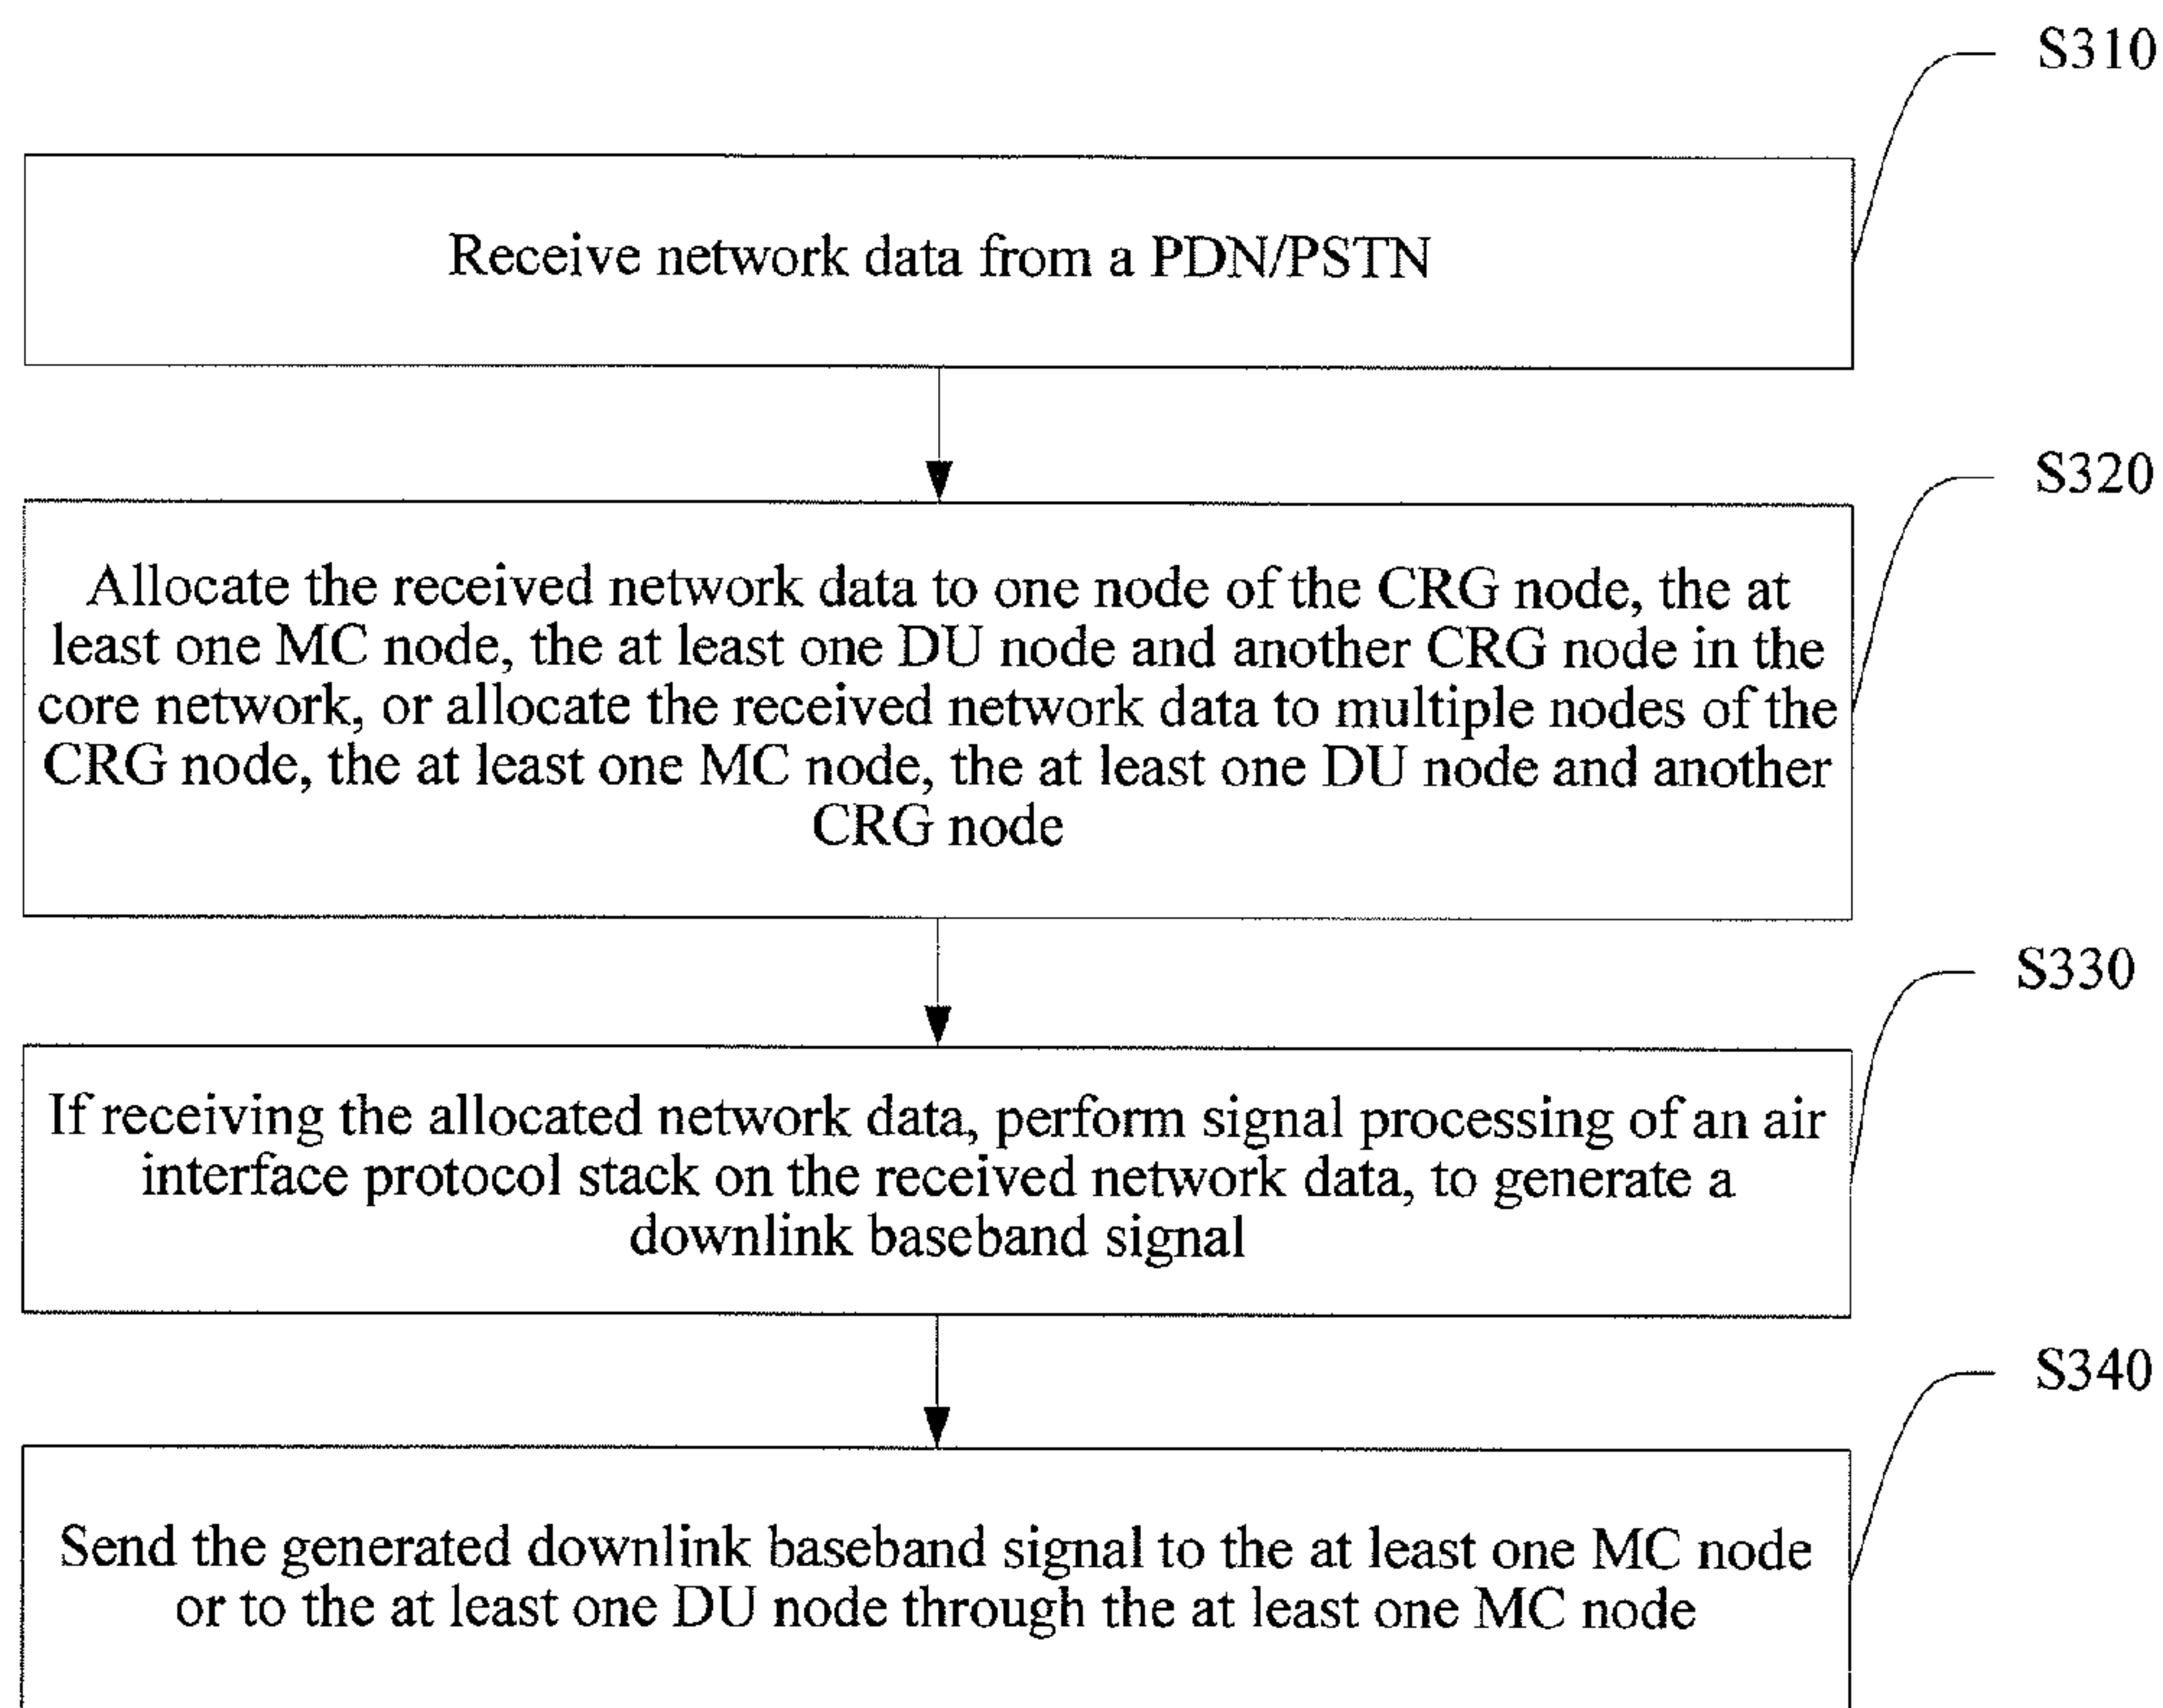 S310
Receive network data from a PDN/PSTN
S320
Allocate the received network data to one node of the CRG node, the at
least one MC node, the at least one DU node and another CRG node in the
core network, or allocate the received network data to multiple nodes of the
CRG node, the at least one MC node, the at least one DU node and another
CRG node
S330
If receiving the allocated network data, perform signal processing of an air
interface protocol stack on the received network data, to generate a
downlink baseband signal
S340
Send the generated downlink baseband signal to the at least one MC node
or to the at least one DU node through the at least one MC node